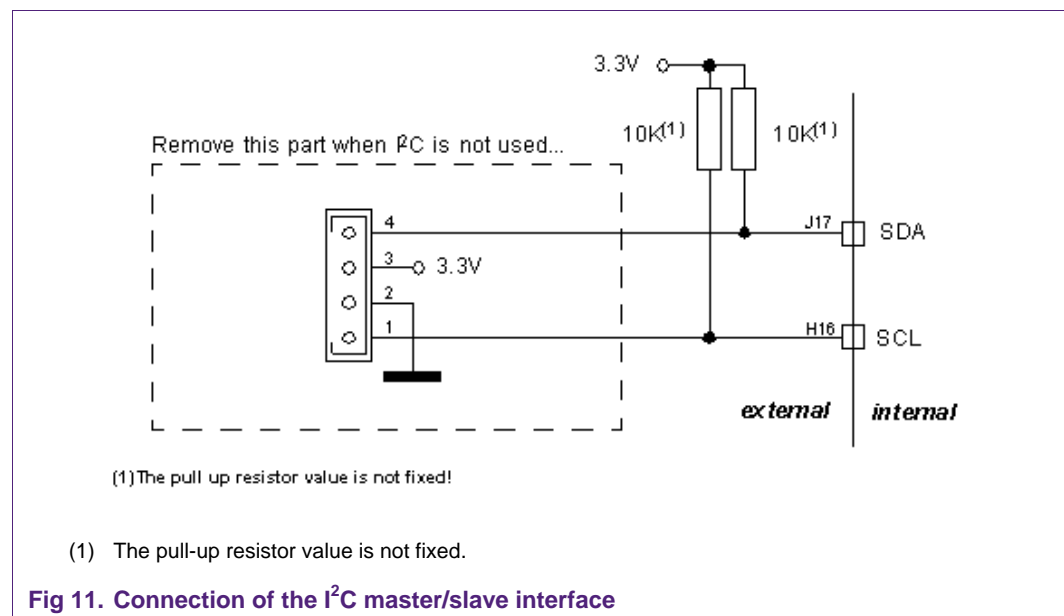 3.3V
10K(1)
10K(1)
Remove this part when I²C is not used...
4
J17
SDA
3
3.3V
2
1
H16
SCL
external
internal
(1)The pull up resistor value is not fixed!
(1) The pull-up resistor value is not fixed.
Fig 11. Connection of the I²C master/slave interface